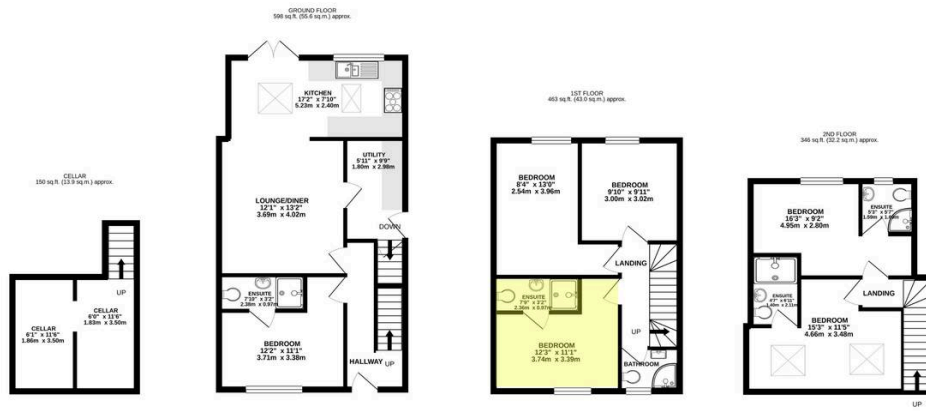 CELLAR
150 sq.ft. (13.9 sq.m.) approx.
CELLAR
6'1" x 11'6"
1.86m x 3.50m
CELLAR
6'0" x 11'6"
1.83m x 3.50m
UP
GROUND FLOOR
598 sq.ft. (55.6 sq.m.) approx.
KITCHEN
17'2" x 7'10"
5.23m x 2.40m
UTILITY
5'11" x 9'9"
1.80m x 2.98m
LOUNGE/DINER
12'1" x 13'2"
3.69m x 4.02m
DOWN
ENSUITE
7'10" x 3'2"
2.38m x 0.97m
BEDROOM
12'2" x 11'1"
3.71m x 3.38m
HALLWAY
UP
1ST FLOOR
463 sq.ft. (43.0 sq.m.) approx.
BEDROOM
8'4" x 13'0"
2.54m x 3.96m
BEDROOM
9'10" x 9'11"
3.00m x 3.02m
LANDING
ENSUITE
7'9" x 3'2"
BEDROOM
12'3" x 11'1"
3.74m x 3.39m
UP
BATHROOM
2ND FLOOR
346 sq.ft. (32.2 sq.m.) approx.
BEDROOM
16'3" x 9'2"
4.95m x 2.80m
ENSUITE
5'3" x 5'7"
ENSUITE
LANDING
BEDROOM
15'3" x 11'5"
4.66m x 3.48m
UP